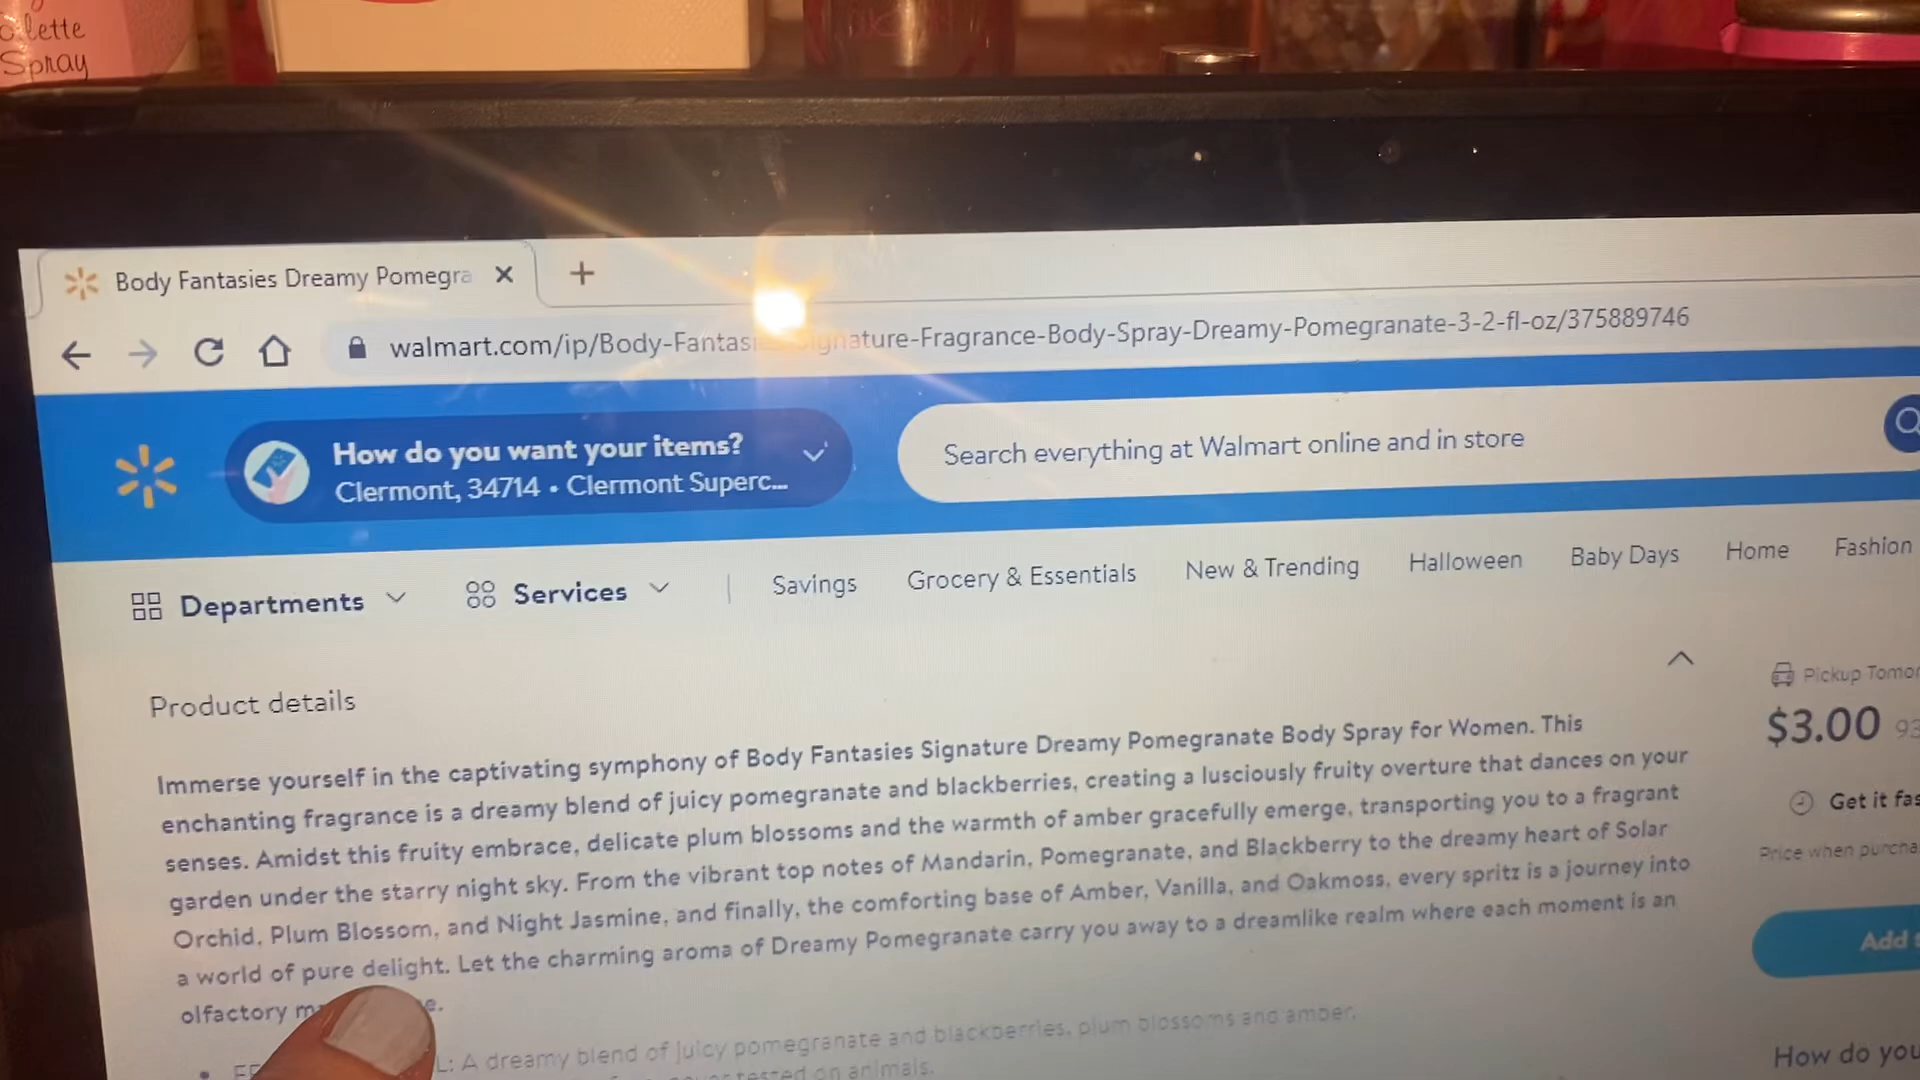 Spray
Body Fantasies Dreamy Pomegra
walmart.com/ip/Body-Fantas gnature-Fragrance-Body-Spray-Dreamy-Pomegranate-3-2-fl-oz/375889746
How do you want your items?
Clermont, 34714 • Clermont Superc...
Search everything at Walmart online and in store
Departments
Services
Savings
Grocery & Essentials
New & Trending
Halloween
Baby Days
Home
Fashion
Product details
Immerse yourself in the captivating symphony of Body Fantasies Signature Dreamy Pomegranate Body Spray for Women. This
enchanting fragrance is a dreamy blend of juicy pomegranate and blackberries, creating a lusciously fruity overture that dances on your
senses. Amidst this fruity embrace, delicate plum blossoms and the warmth of amber gracefully emerge, transporting you to a fragrant
garden under the starry night sky. From the vibrant top notes of Mandarin, Pomegranate, and Blackberry to the dreamy heart of Solar
Orchid, Plum Blossom, and Night Jasmine, and finally, the comforting base of Amber, Vanilla, and Oakmoss, every spritz is a journey into
a world of pure delight. Let the charming aroma of Dreamy Pomegranate carry you away to a dreamlike realm where each moment is an
olfactory
L: A dreamy blend of juicy pomegranate and blackberries, plum blossoms and amber.
tested on animals.
Pickup Tomor
$3.00
Get it fas
Price when purcha
Add
How do you